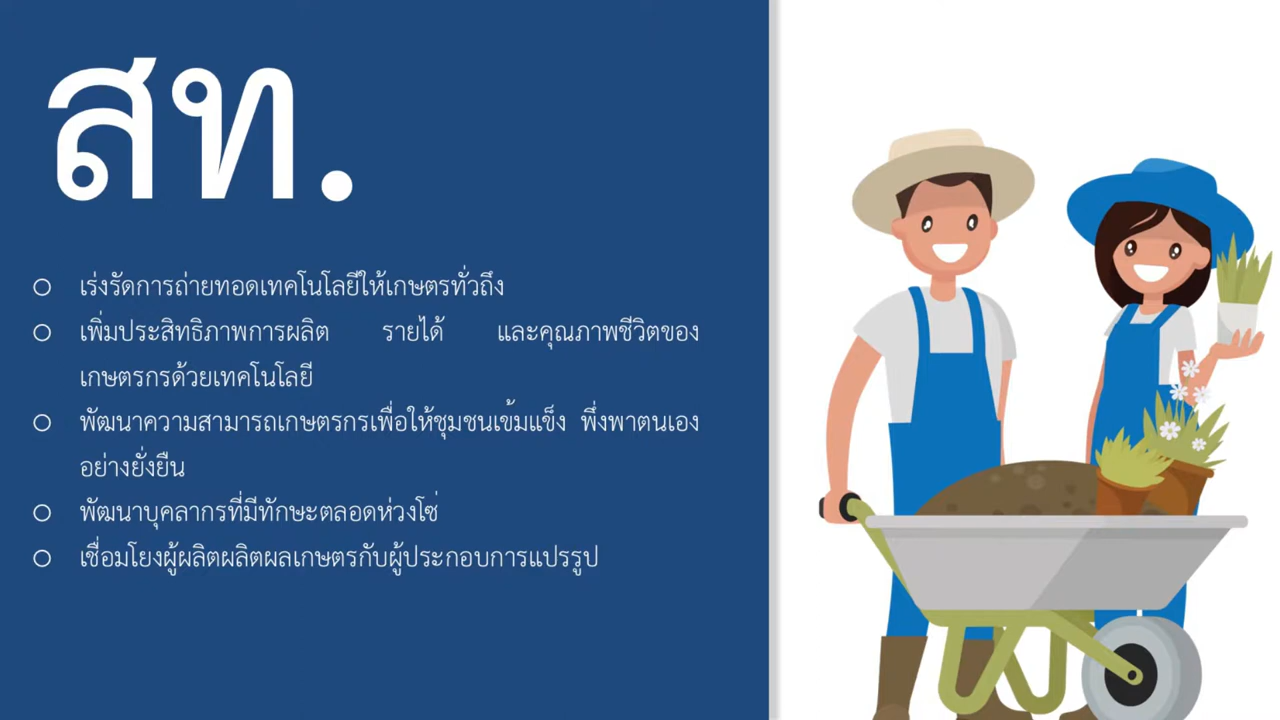 สท.
เร่งรัดการถ่ายทอดเทคโนโลยีให้เกษตรทั่วถึง
เพิ่มประสิทธิภาพการผลิต รายได้ และคุณภาพชีวิตของ
เกษตรกรด้วยเทคโนโลยี
พัฒนาความสามารถเกษตรกรเพื่อให้ชุมชนเข้มแข็ง พึ่งพาตนเอง
อย่างยั่งยืน
พัฒนาบุคลากรที่มีทักษะตลอดห่วงโซ่
เชื่อมโยงผู้ผลิตผลิตผลเกษตรกับผู้ประกอบการแปรรูป